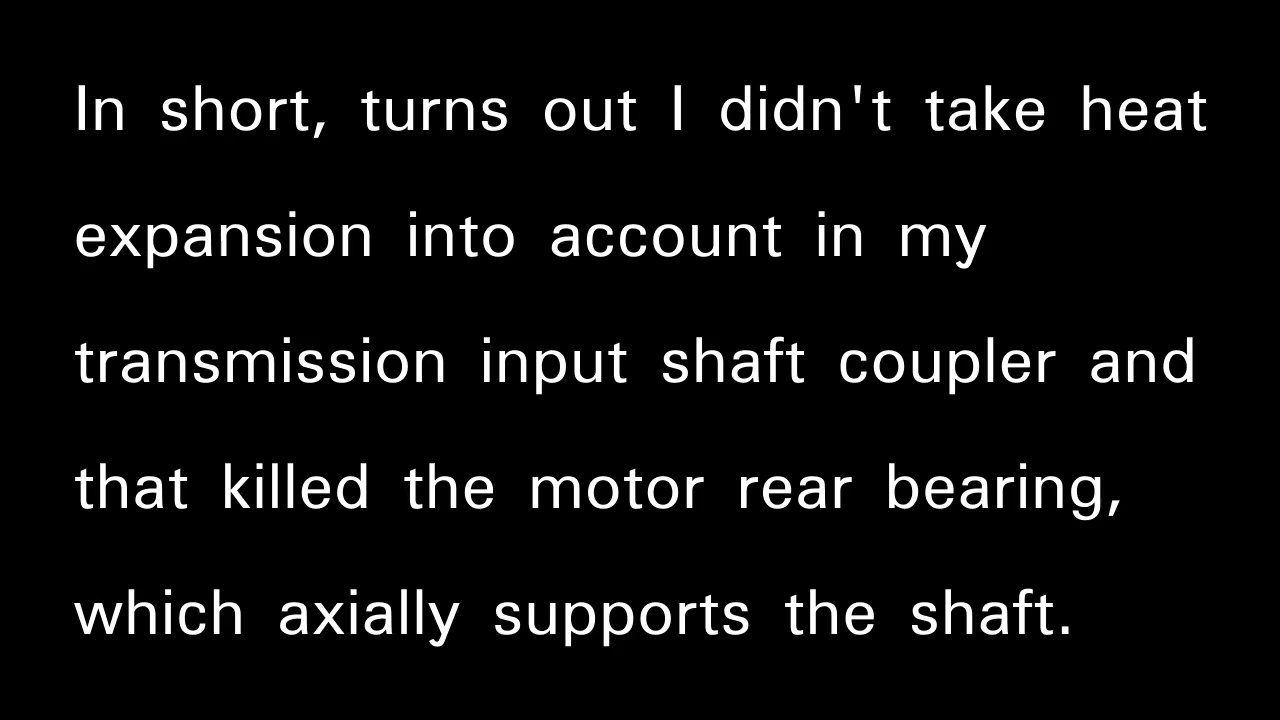 In short, turns out I didn't take heat
expansion into account in my
transmission input shaft coupler and
that killed the motor rear bearing,
which axially supports the shaft.